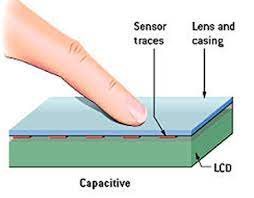 Sensor
traces
Lens and
casing
LCD
Capacitive